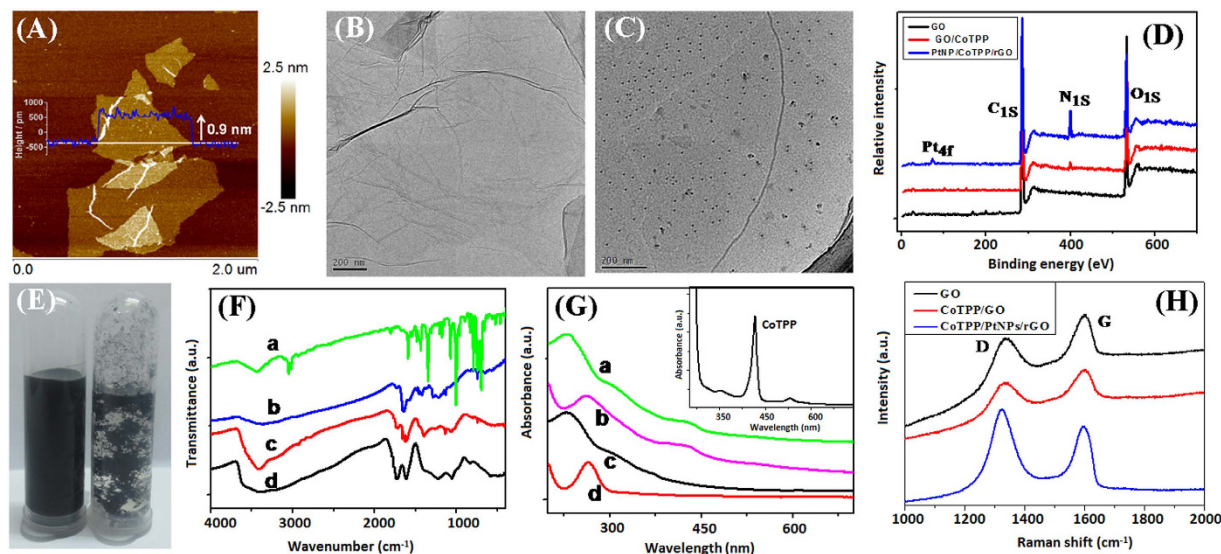 (A)
2.5 nm
-2.5 nm
Height / pm
1000
500
0
-500
0.9 nm
0.0
2.0 um
(B)
200 nm
(C)
200 nm
(D)
GO
GO/CoTPP
PtNP/CoTPP/rGO
Relative intensity
Pt4f
C1S
N1S
O1S
0
200
400
600
Binding energy (eV)
(E)
(F)
a
b
c
d
Transmittance (a.u.)
4000
3000
2000
1000
Wavenumber (cm-1)
(G)
a
b
c
d
Absorbance (a.u.)
300
450
600
Wavelength (nm)
CoTPP
Absorbance (a.u.)
350
450
600
Wavelength (nm)
(H)
GO
CoTPP/GO
CoTPP/PtNPs/rGO
D
G
Intensity (a.u.)
1000
1200
1400
1600
1800
2000
Raman shift (cm-1)